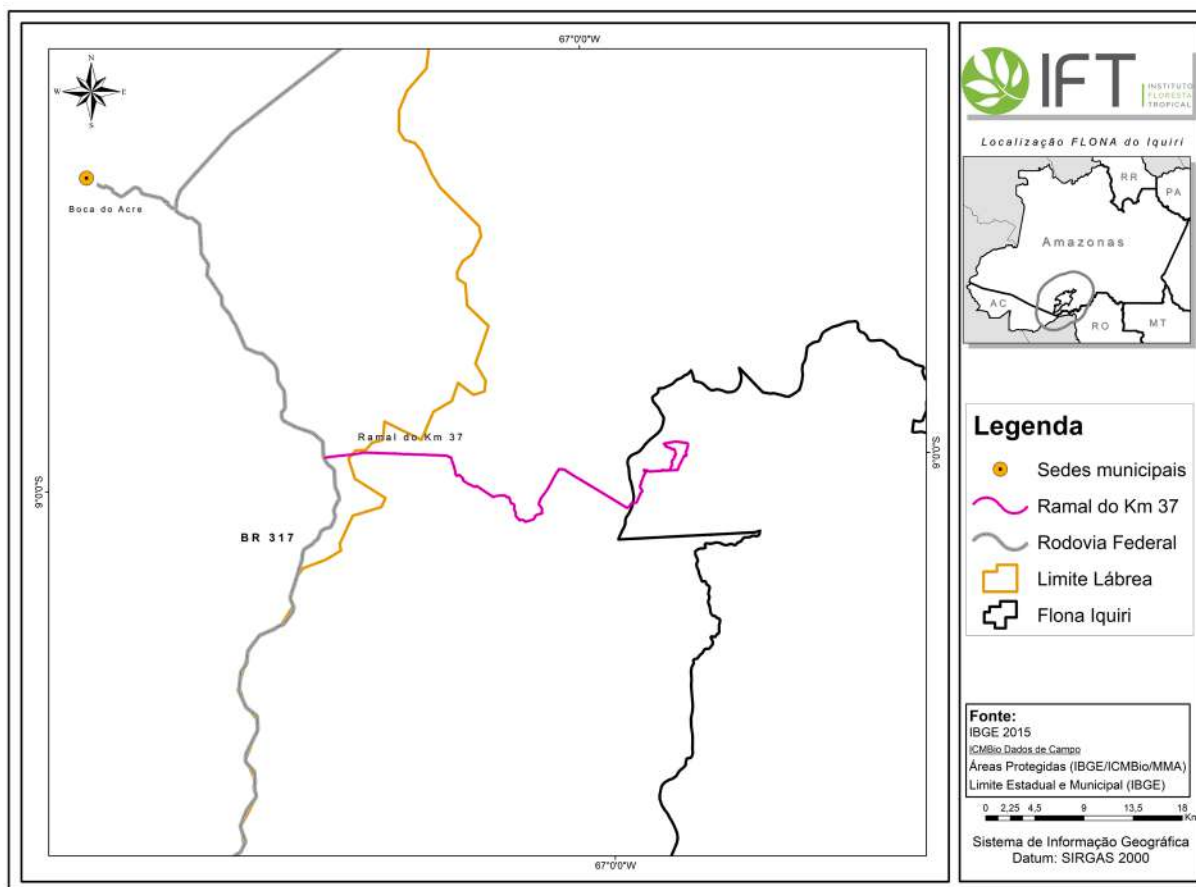 67°0'0"W
N
W
E
S
Boca do Acre
Ramal do Km 37
BR 317
9°0'0"S
9°0'0"S
67°0'0"W
IFT
INSTITUTO
FLORESTA
TROPICAL
Localização FLONA do Iquiri
RR
PA
Amazonas
AC
RO
MT
Legenda
Sedes municipais
Ramal do Km 37
Rodovia Federal
Limite Lábrea
Flona Iquiri
Fonte:
IBGE 2015
ICMBio Dados de Campo
Áreas Protegidas (IBGE/ICMBio/MMA)
Limite Estadual e Municipal (IBGE)
0 2,25 4,5 9 13,5 18
Km
Sistema de Informação Geográfica
Datum: SIRGAS 2000